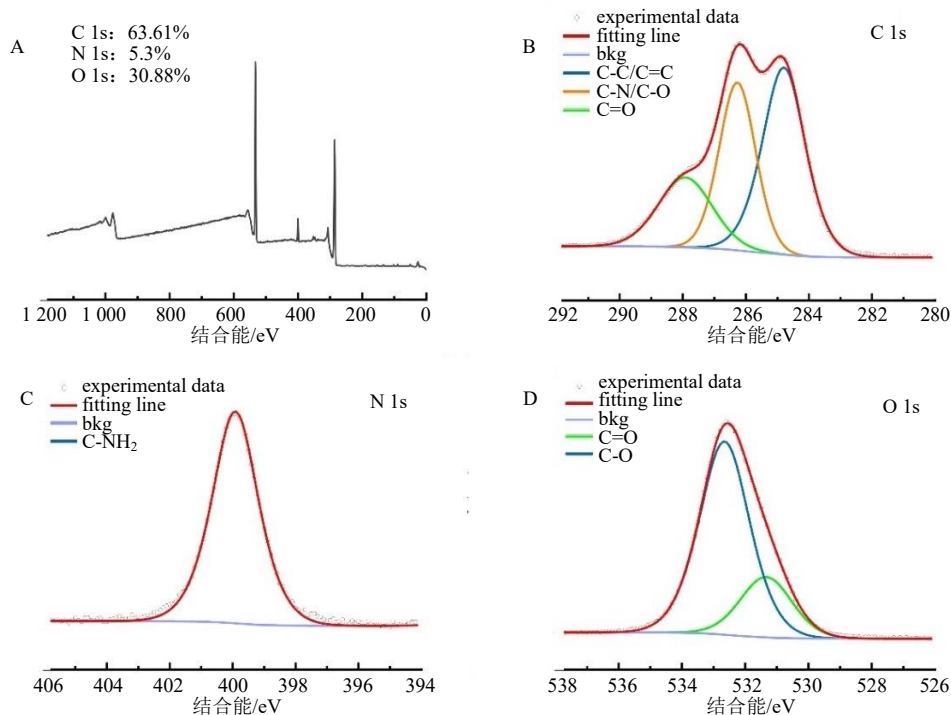 A
C 1s：63.61%
N 1s：5.3%
O 1s：30.88%
1 200 1 000 800 600 400 200 0
结合能/eV
B
experimental data
fitting line
bkg
C-C/C=C
C-N/C-O
C=O
C 1s
292 290 288 286 284 282 280
结合能/eV
C
experimental data
fitting line
bkg
C-NH₂
N 1s
406 404 402 400 398 396 394
结合能/eV
D
experimental data
fitting line
bkg
C=O
C-O
O 1s
538 536 534 532 530 528 526
结合能/eV